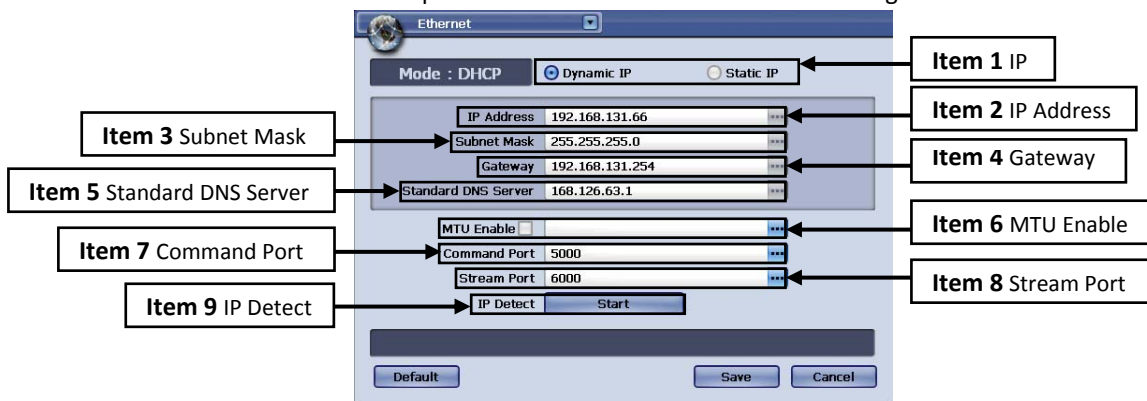 Ethernet
Mode : DHCP
Dynamic IP
Static IP
Item 1 IP
IP Address 192.168.131.66
Item 2 IP Address
Item 3 Subnet Mask
Subnet Mask 255.255.255.0
Gateway 192.168.131.254
Item 4 Gateway
Item 5 Standard DNS Server
Standard DNS Server 168.126.63.1
MTU Enable
Item 6 MTU Enable
Item 7 Command Port
Command Port 5000
Stream Port 6000
Item 8 Stream Port
Item 9 IP Detect
IP Detect Start
Default
Save
Cancel